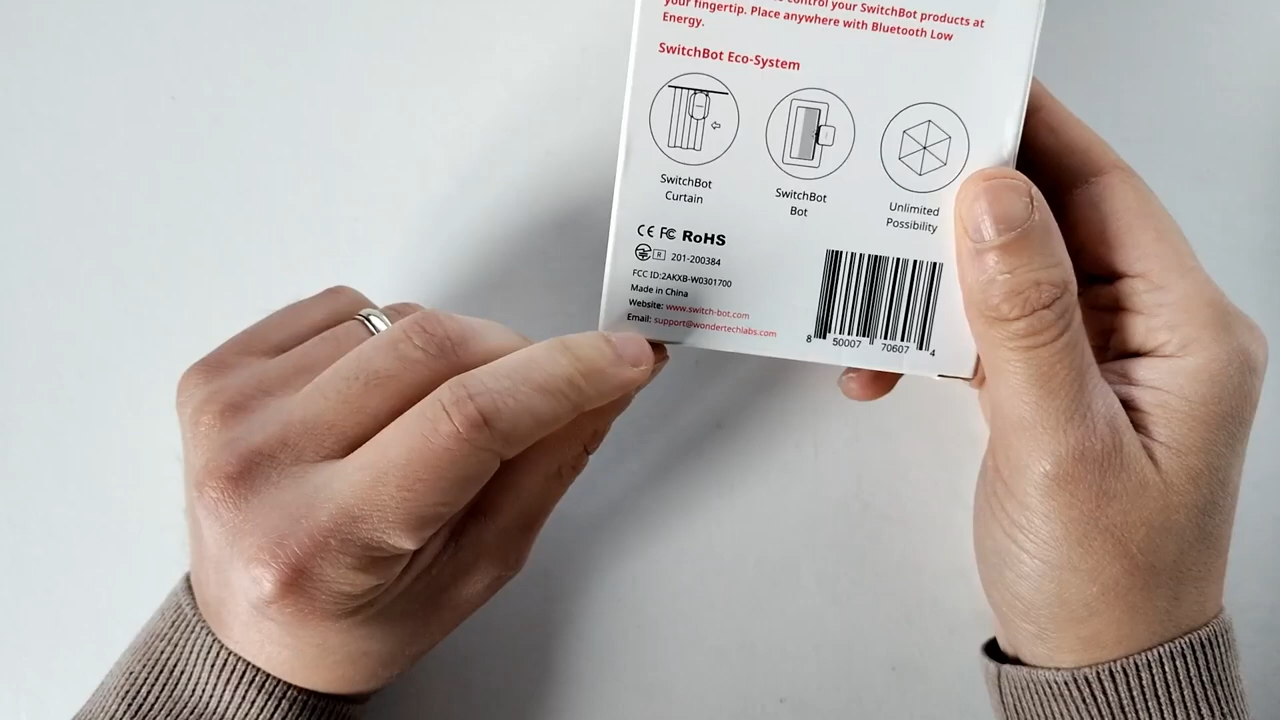 control your SwitchBot products at
your fingertip. Place anywhere with Bluetooth Low
Energy.
SwitchBot Eco-System
SwitchBot
Curtain
SwitchBot
Bot
Unlimited
Possibility
CE FC RoHS
R 201-200384
FCC ID:2AKXB-W0301700
Made in China
Website: www.switch-bot.com
Email: support@wondertechlabs.com
8 50007 70607 4